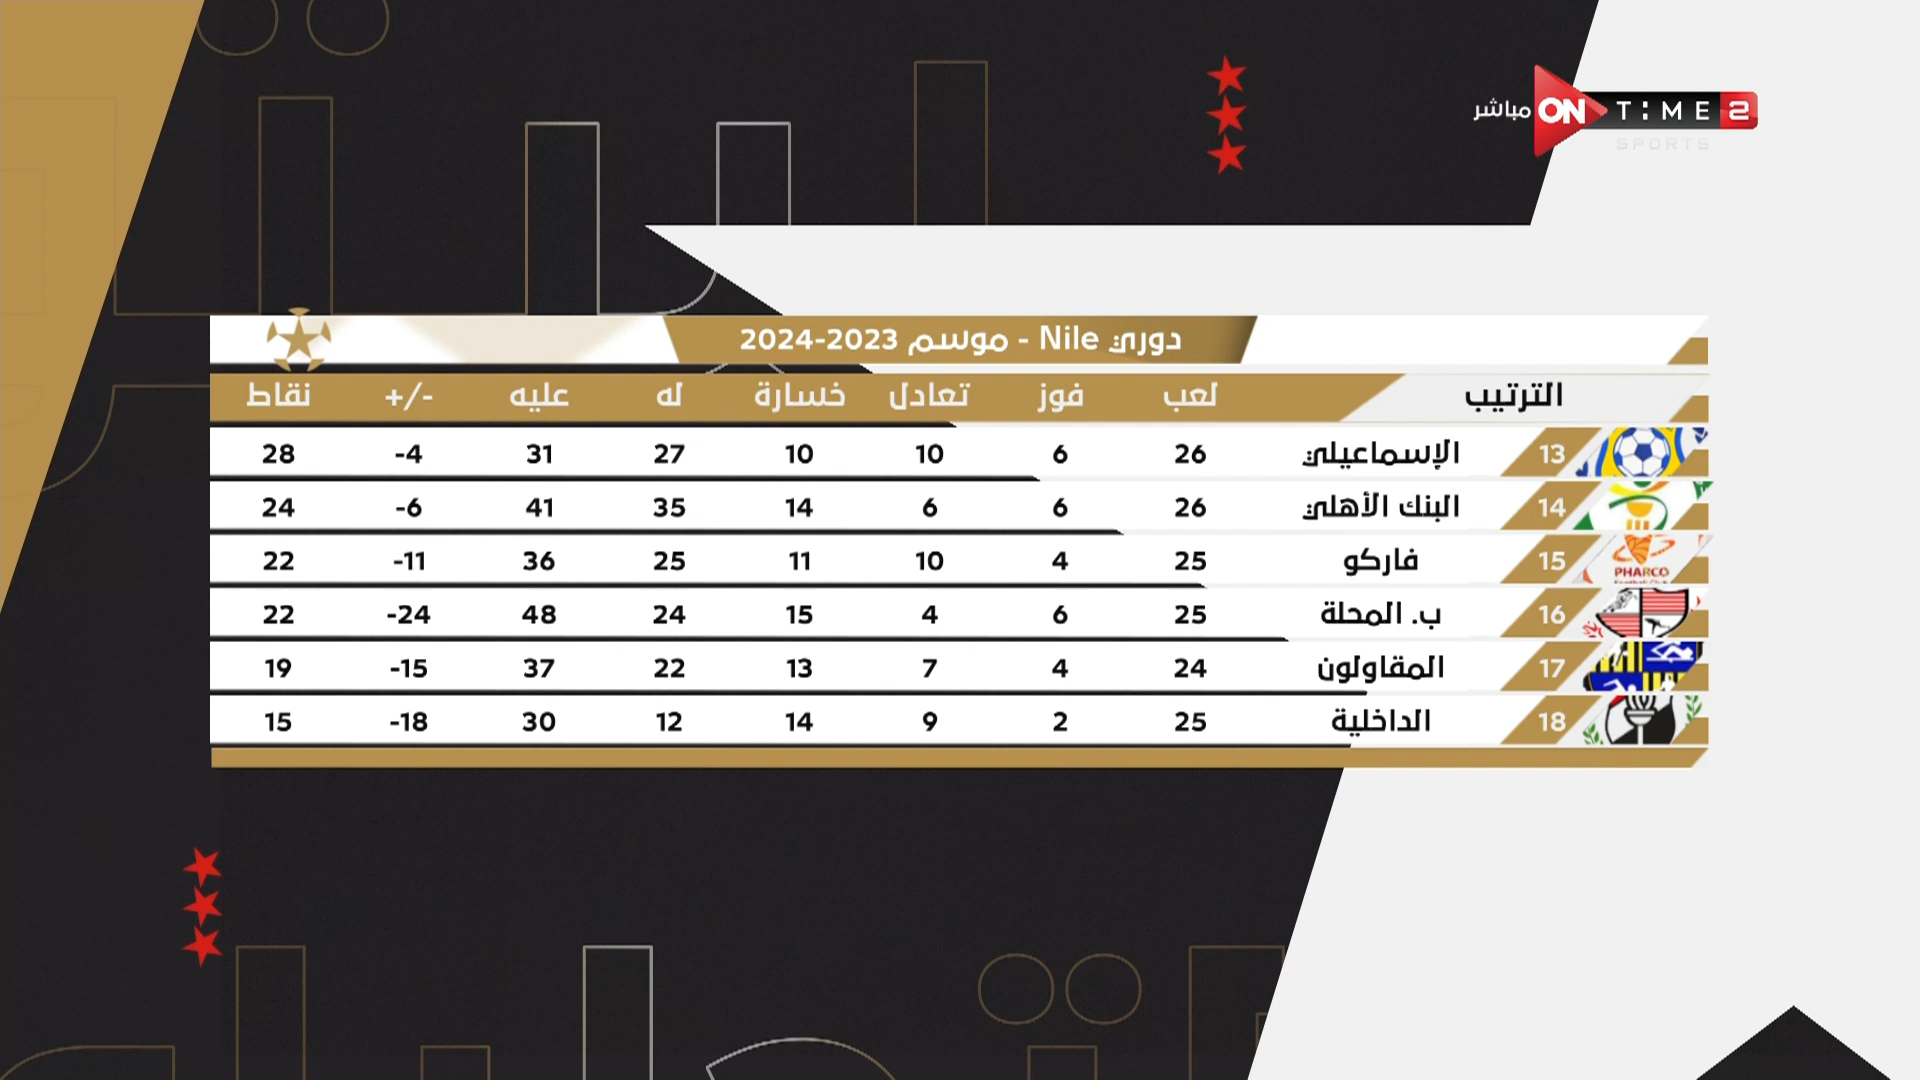 مباشر ON TIME 2
SPORTS
دوري Nile - موسم 2023-2024
الترتيب لعب فوز تعادل خسارة له عليه +/- نقاط
13 الإسماعيلي 26 6 10 10 27 31 -4 28
14 البنك الأهلي 26 6 6 14 35 41 -6 24
PHARCO
15 فاركو 25 4 10 11 25 36 -11 22
16 ب. المحلة 25 6 4 15 24 48 -24 22
17 المقاولون 24 4 7 13 22 37 -15 19
18 الداخلية 25 2 9 14 12 30 -18 15